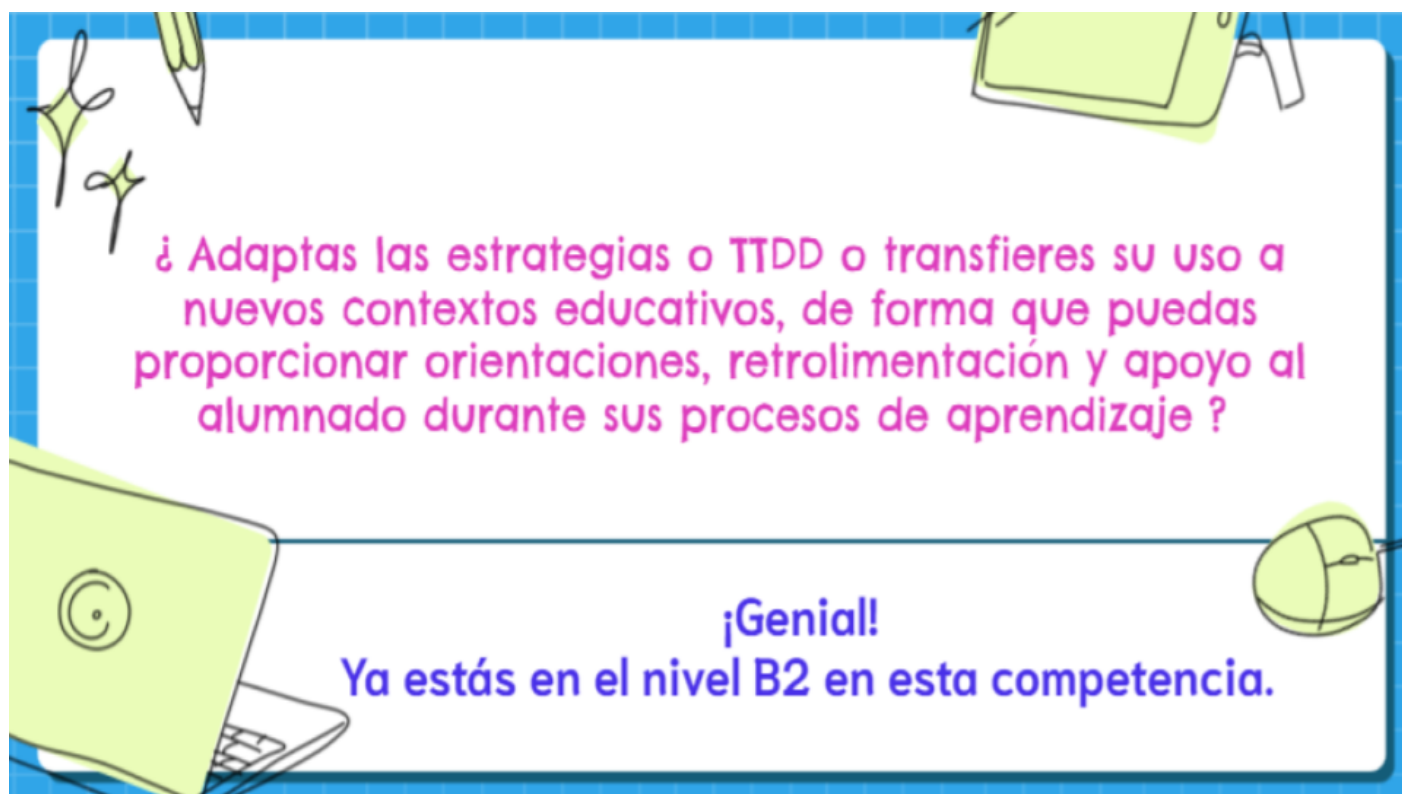 ¿ Adaptas las estrategias o TTDD o transfieres su uso a
nuevos contextos educativos, de forma que puedas
proporcionar orientaciones, retrolimentación y apoyo al
alumnado durante sus procesos de aprendizaje ?
¡Genial!
Ya estás en el nivel B2 en esta competencia.